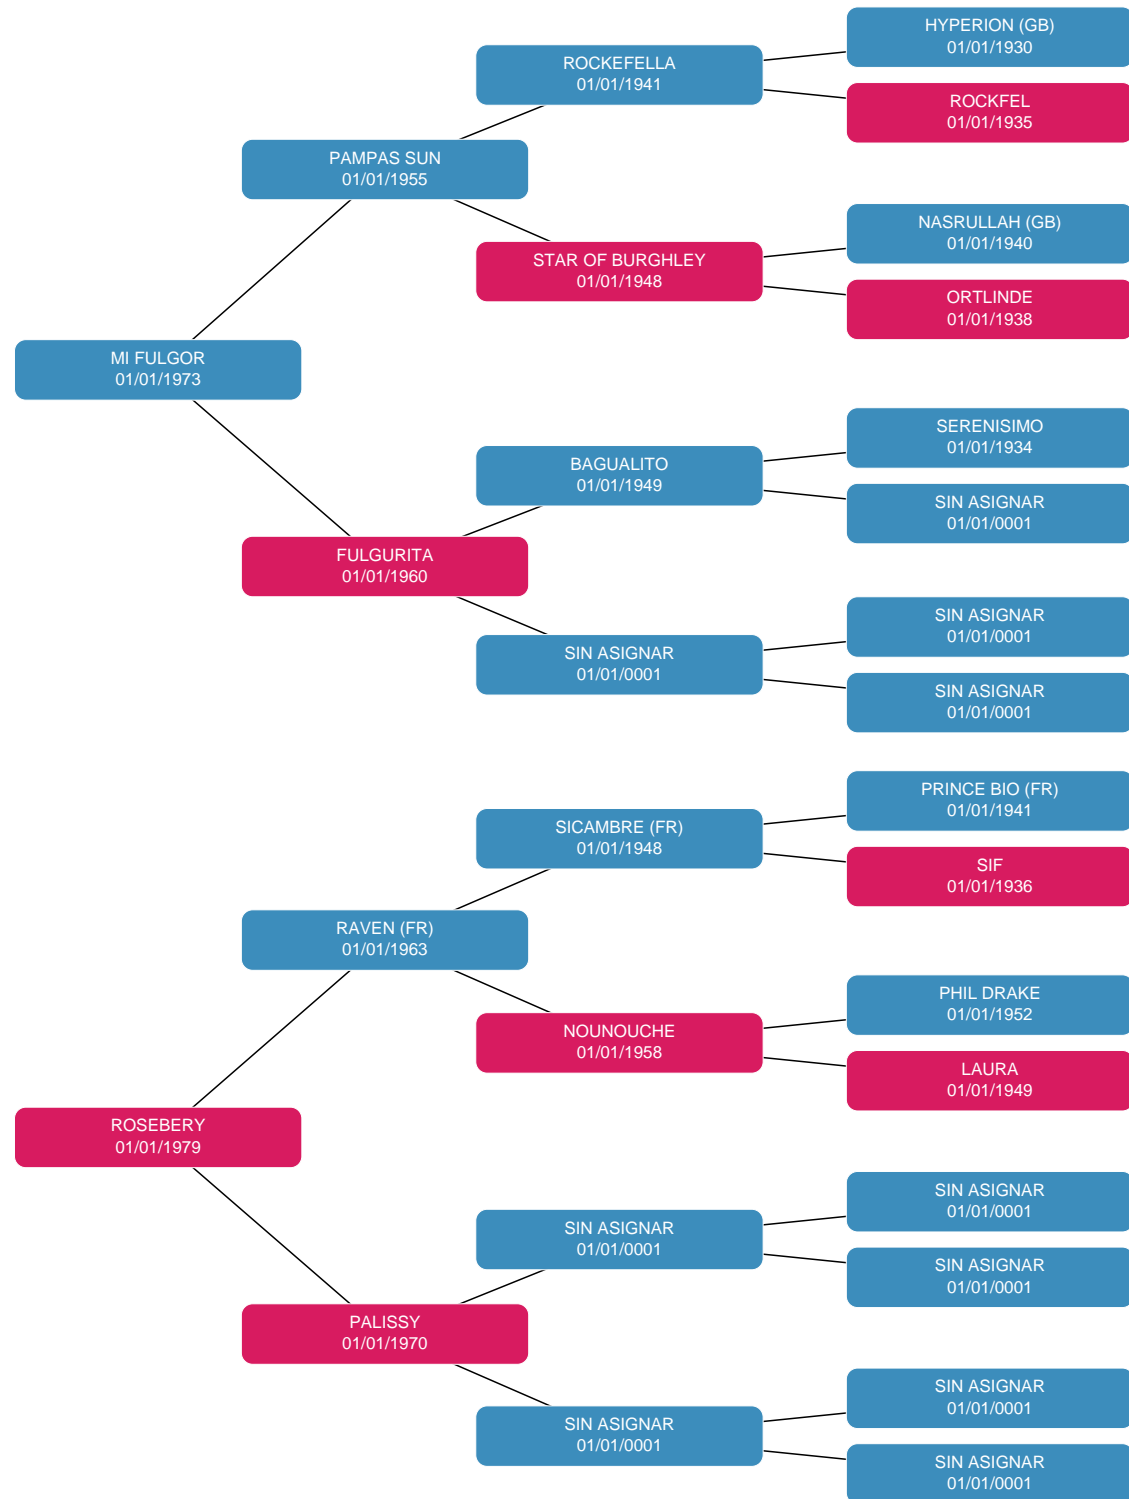 HYPERION (GB)
01/01/1930
ROCKEFELLA
01/01/1941
ROCKFEL
01/01/1935
PAMPAS SUN
01/01/1955
NASRULLAH (GB)
01/01/1940
STAR OF BURGHLEY
01/01/1948
ORTLINDE
01/01/1938
MI FULGOR
01/01/1973
SERENISIMO
01/01/1934
BAGUALITO
01/01/1949
SIN ASIGNAR
01/01/0001
FULGURITA
01/01/1960
SIN ASIGNAR
01/01/0001
SIN ASIGNAR
01/01/0001
SIN ASIGNAR
01/01/0001
PRINCE BIO (FR)
01/01/1941
SICAMBRE (FR)
01/01/1948
SIF
01/01/1936
RAVEN (FR)
01/01/1963
PHIL DRAKE
01/01/1952
NOUNOUCHE
01/01/1958
LAURA
01/01/1949
ROSEBERY
01/01/1979
SIN ASIGNAR
01/01/0001
SIN ASIGNAR
01/01/0001
SIN ASIGNAR
01/01/0001
PALISSY
01/01/1970
SIN ASIGNAR
01/01/0001
SIN ASIGNAR
01/01/0001
SIN ASIGNAR
01/01/0001